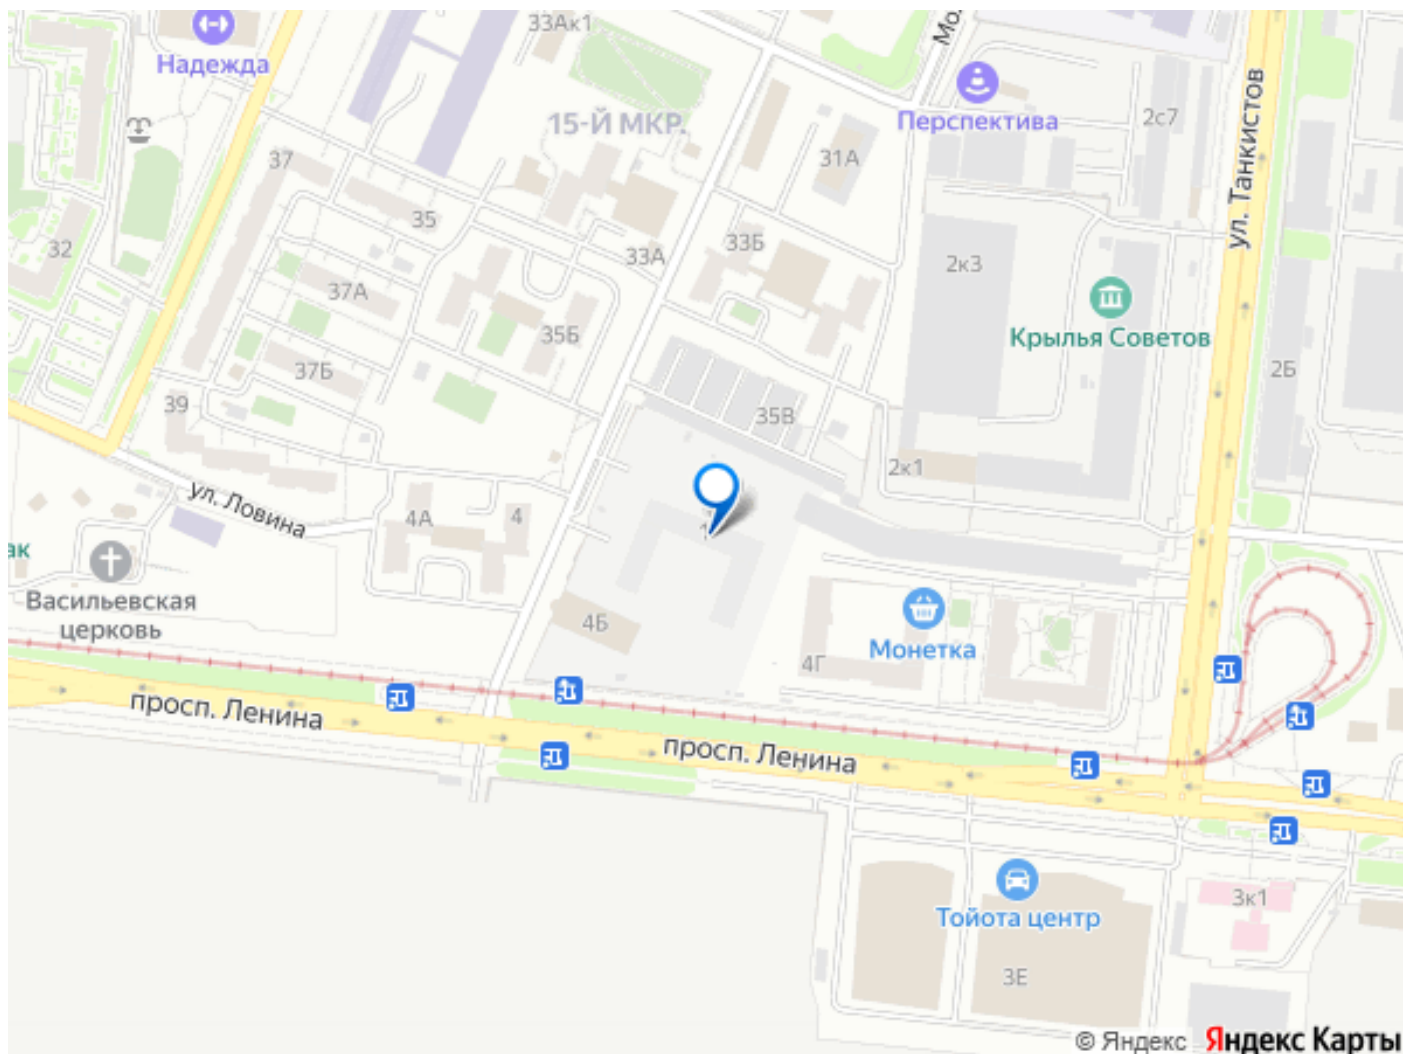 33Ак1
Надежда
15-Й МКР.
Перспектива
2с7
ул. Танкистов
31А
37
35
32
33А
33Б
2к3
37А
35Б
Крылья Советов
37Б
2Б
39
35В
2к1
ул. Ловина
4А
4
Васильевская
церковь
4Б
Монетка
4Г
просп. Ленина
просп. Ленина
Тойота центр
3Е
3к1
© Яндекс Яндекс Карты